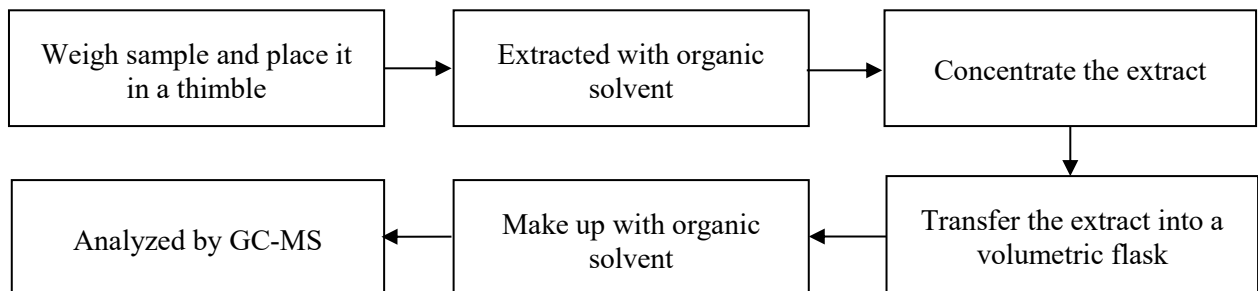 Weigh sample and place it
in a thimble
Extracted with organic
solvent
Concentrate the extract
Transfer the extract into a
volumetric flask
Make up with organic
solvent
Analyzed by GC-MS